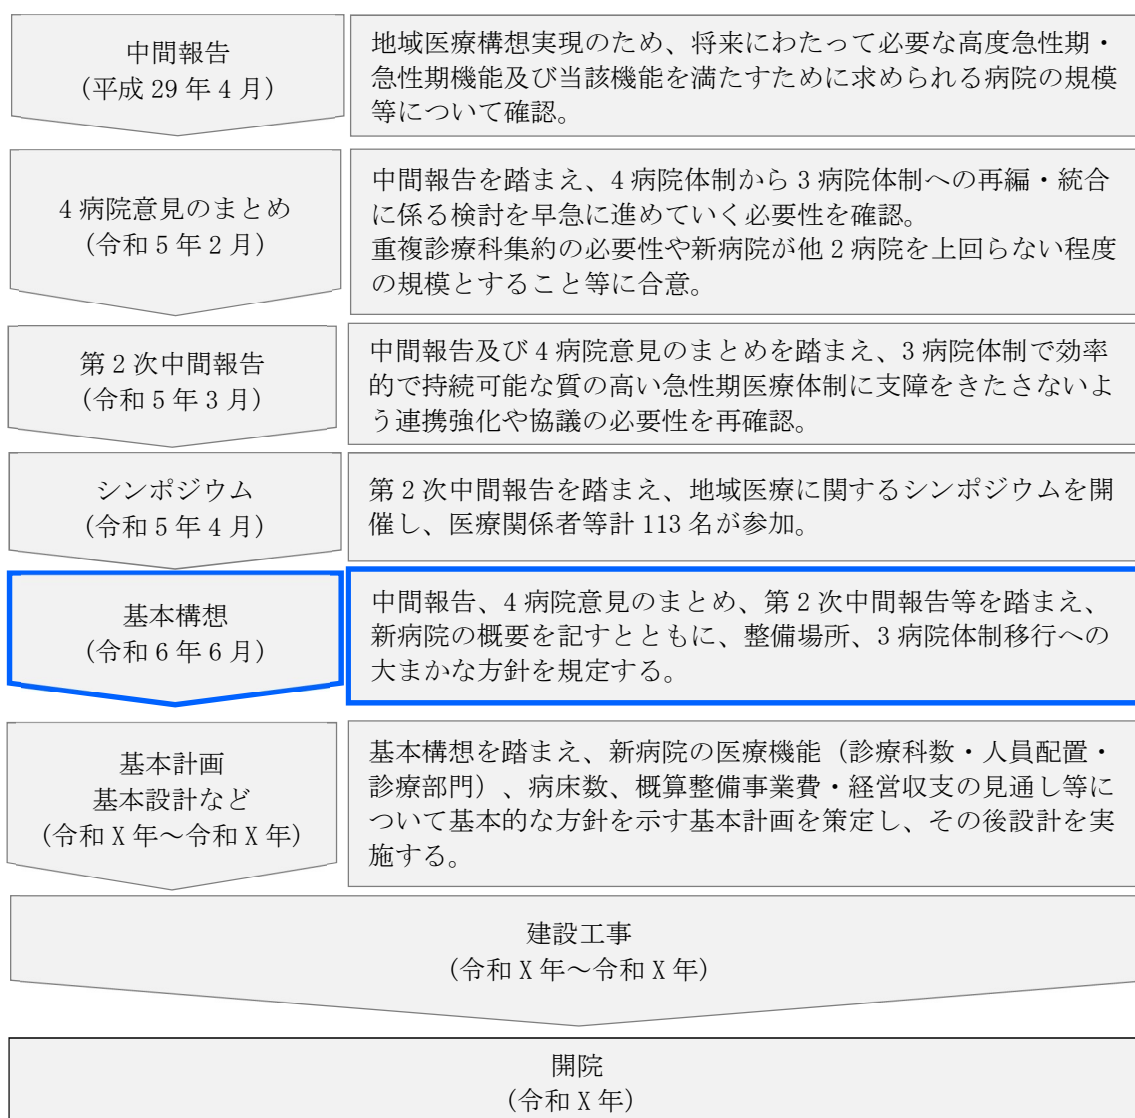 中間報告
(平成 29 年 4 月)
地域医療構想実現のため、将来にわたって必要な高度急性期・
急性期機能及び当該機能を満たすために求められる病院の規模
等について確認。
4 病院意見のまとめ
(令和 5 年 2 月)
中間報告を踏まえ、4 病院体制から 3 病院体制への再編・統合
に係る検討を早急に進めていく必要性を確認。
重複診療科集約の必要性や新病院が他 2 病院を上回らない程度
の規模とすること等に合意。
第 2 次中間報告
(令和 5 年 3 月)
中間報告及び 4 病院意見のまとめを踏まえ、3 病院体制で効率
的で持続可能な質の高い急性期医療体制に支障をきたさないよ
う連携強化や協議の必要性を再確認。
シンポジウム
(令和 5 年 4 月)
第 2 次中間報告を踏まえ、地域医療に関するシンポジウムを開
催し、医療関係者等計 113 名が参加。
基本構想
(令和 6 年 6 月)
中間報告、4 病院意見のまとめ、第 2 次中間報告等を踏まえ、
新病院の概要を記すとともに、整備場所、3 病院体制移行への
大まかな方針を規定する。
基本計画
基本設計など
(令和 X 年~令和 X 年)
基本構想を踏まえ、新病院の医療機能(診療科数・人員配置・
診療部門)、病床数、概算整備事業費・経営収支の見通し等に
ついて基本的な方針を示す基本計画を策定し、その後設計を実
施する。
建設工事
(令和 X 年~令和 X 年)
開院
(令和 X 年)